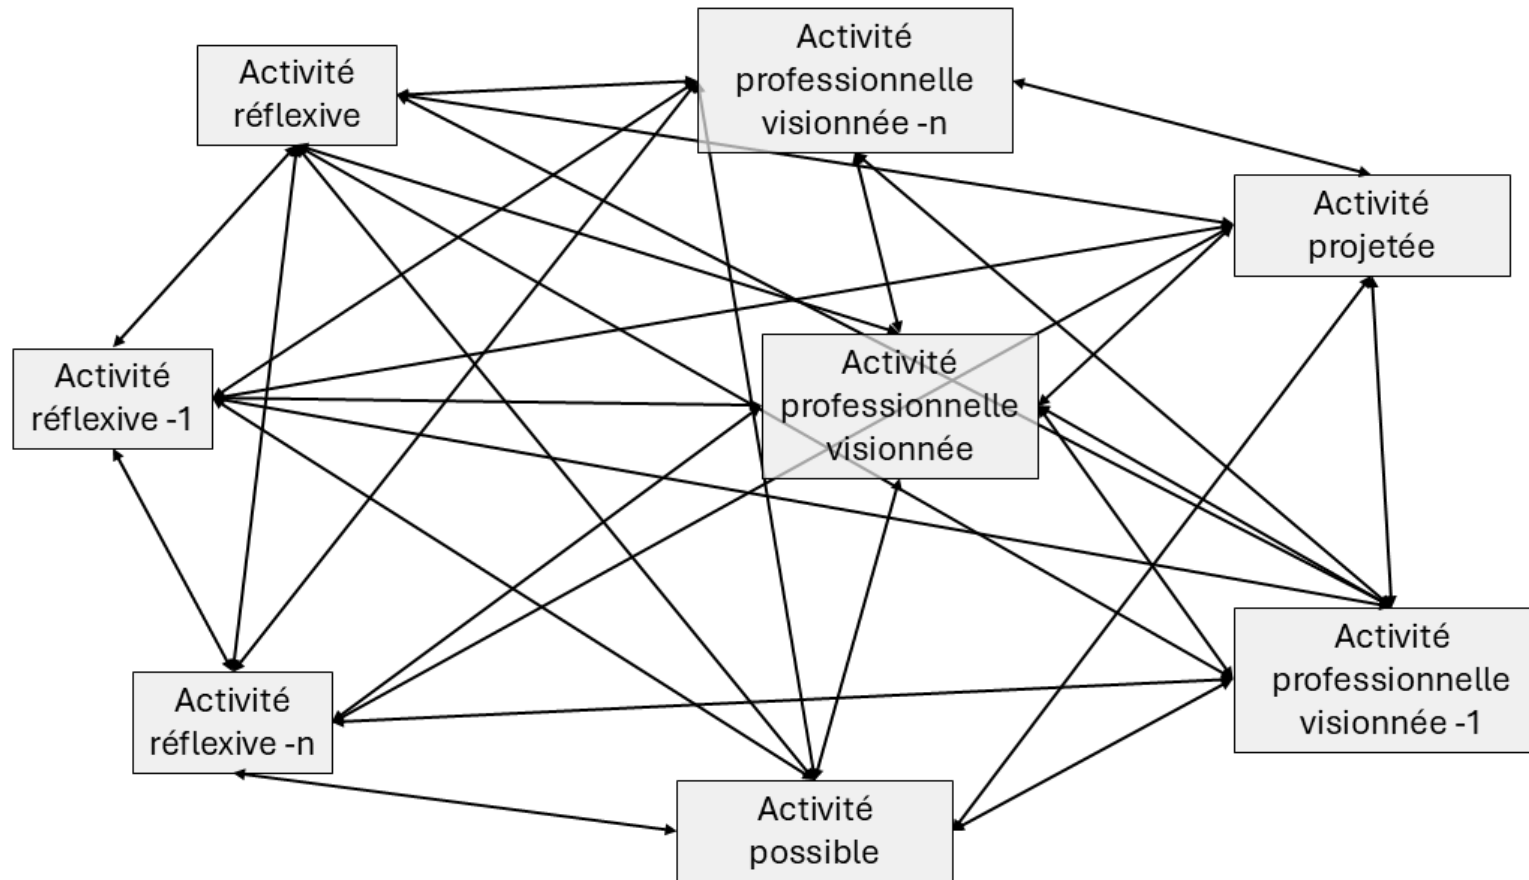 Activité
réflexive
Activité
professionnelle
visionnée -n
Activité
projetée
Activité
réflexive -1
Activité
professionnelle
visionnée
Activité
professionnelle
visionnée -1
Activité
réflexive -n
Activité
possible